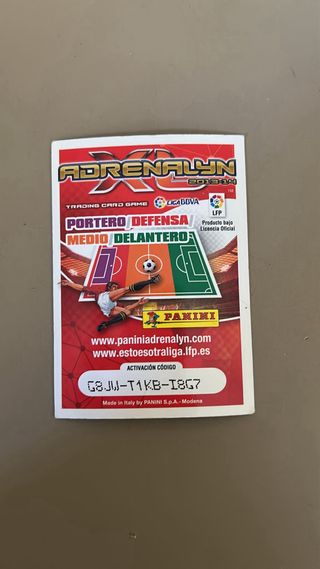 ADRENALYN
XL
2013-14
TM
TRADING CARD GAME
LIGA BBVA
LFP
PORTERO DEFENSA
Producto bajo
Licencia Oficial
MEDIO DELANTERO
PANINI
www.paniniadrenalyn.com
www.estoesotraliga.lfp.es
ACTIVACIÓN CÓDIGO
G8JW-T1KB-I8G7
Made in Italy by PANINI S.p.A. - Modena